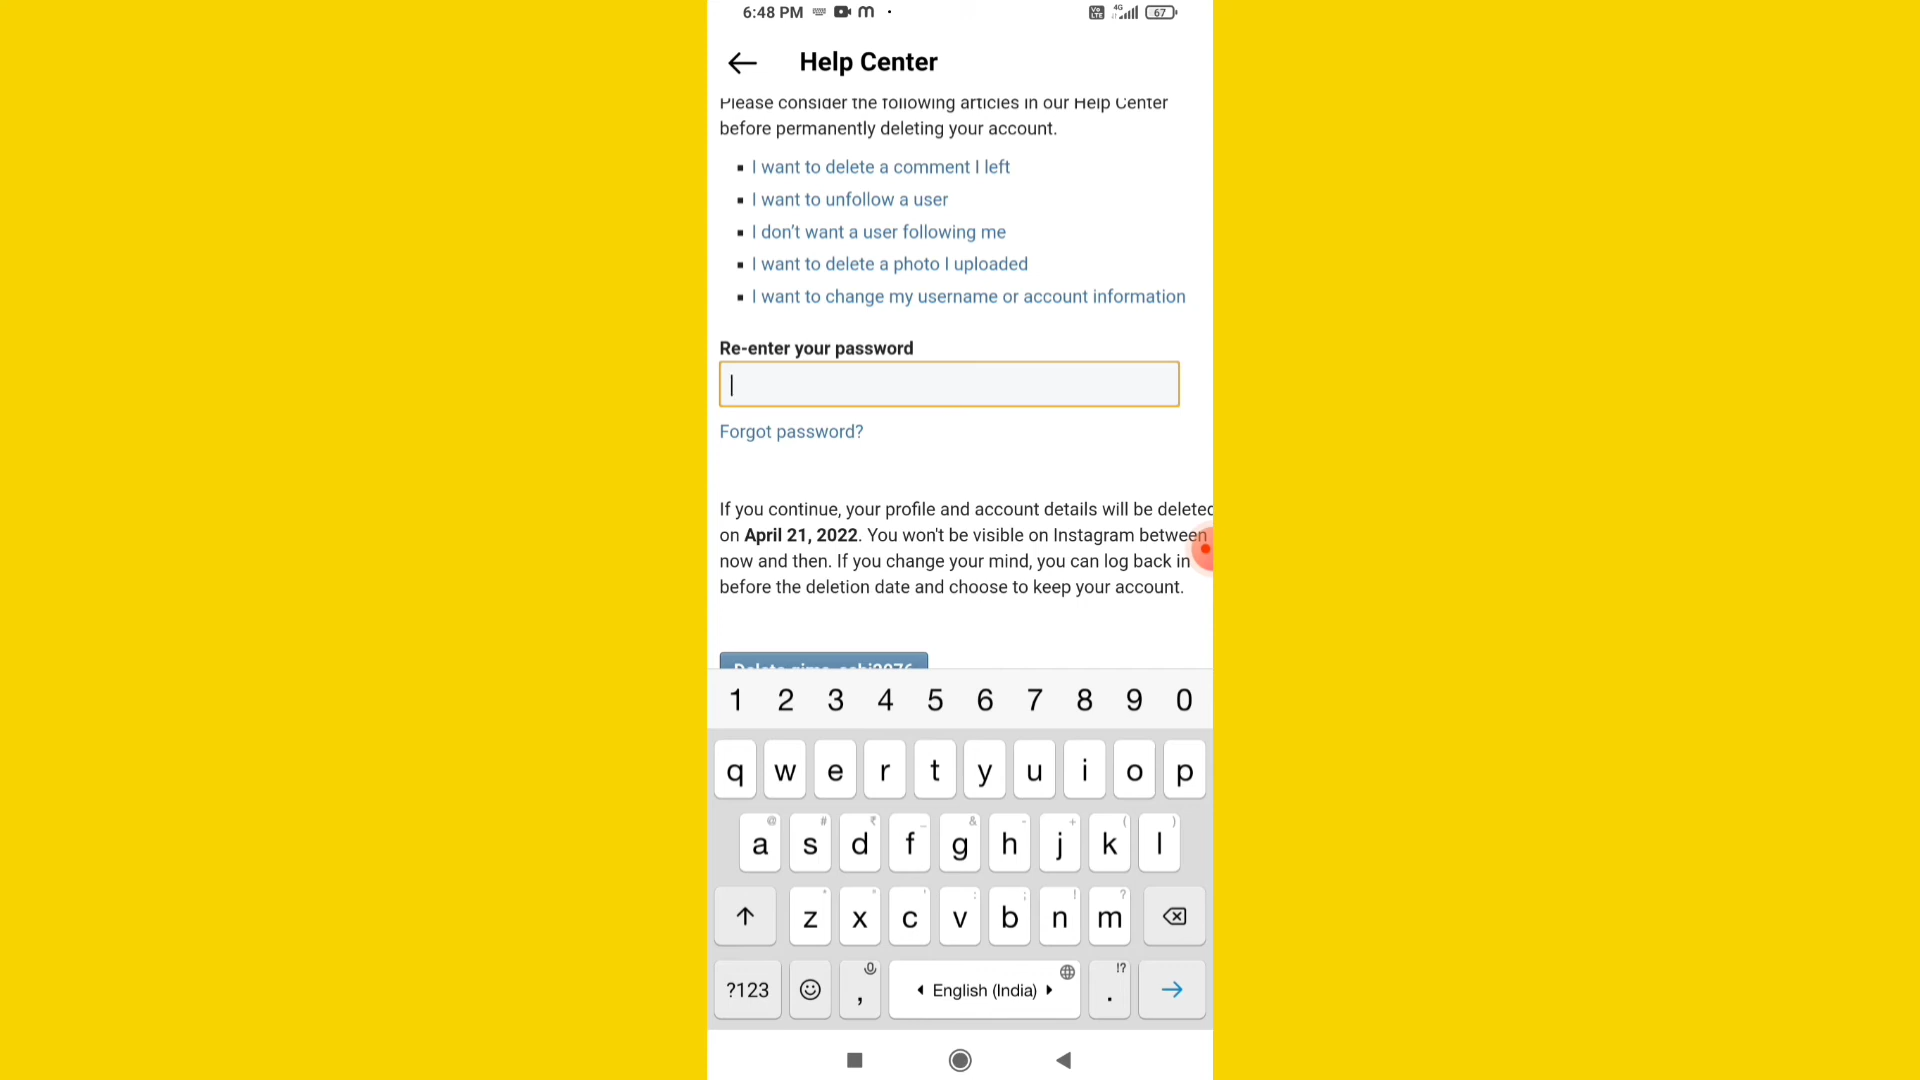 6:48 PM
4G
Vo LTE
67
Help Center
Please consider the following articles in our Help Center
before permanently deleting your account.
I want to delete a comment I left
I want to unfollow a user
I don't want a user following me
I want to delete a photo I uploaded
I want to change my username or account information
Re-enter your password
Forgot password?
If you continue, your profile and account details will be deleted
on April 21, 2022. You won't be visible on Instagram between
now and then. If you change your mind, you can log back in
before the deletion date and choose to keep your account.
Delete
1 2 3 4 5 6 7 8 9 0
q w e r t y u i o p
@ # ₹ _ & - + ( )
a s d f g h j k l
* " ' : ; ! ?
z x c v b n m
!?
?123 , English (India) .